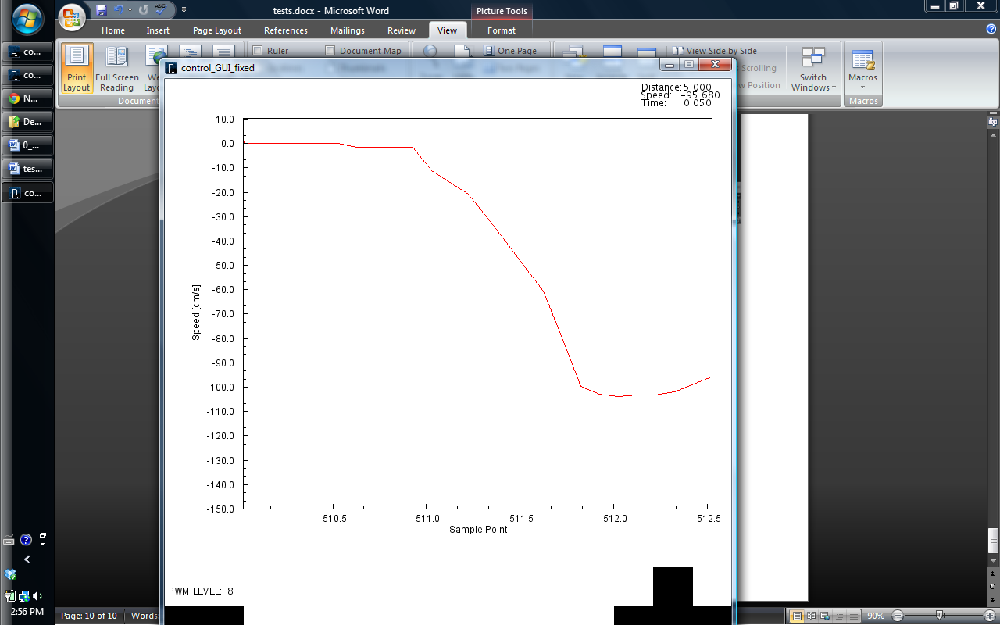 tests.docx - Microsoft Word
Picture Tools
Home Insert Page Layout References Mailings Review View Format
co...
co...
N...
De...
0_...
tes...
co...
2:56 PM
Ruler
Document Map
One Page
View Side by Side
Print Layout
Full Screen Reading
Scrolling
Position
Switch Windows
Macros
Documen
Macros
control_GUI_fixed
Distance: 5.000
Speed: -95.680
Time: 0.050
10.0
0.0
-10.0
-20.0
-30.0
-40.0
-50.0
-60.0
-70.0
-80.0
-90.0
-100.0
-110.0
-120.0
-130.0
-140.0
-150.0
Speed [cm/s]
510.5 511.0 511.5 512.0 512.5
Sample Point
PWM LEVEL: 8
Page: 10 of 10
Words
90%